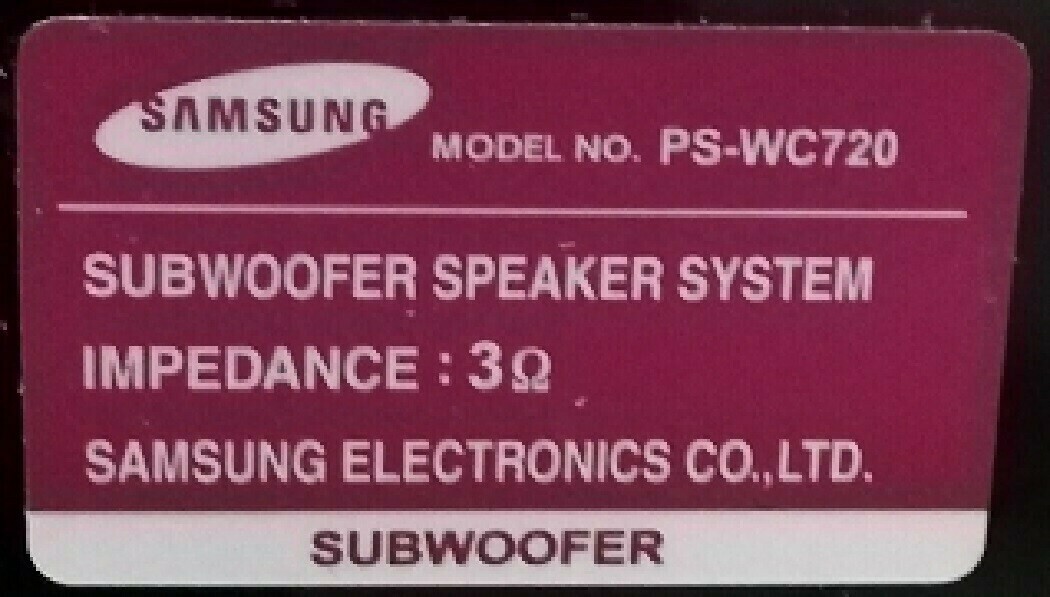 SAMSUNG MODEL NO. PS-WC720
SUBWOOFER SPEAKER SYSTEM
IMPEDANCE : 3Ω
SAMSUNG ELECTRONICS CO.,LTD.
SUBWOOFER